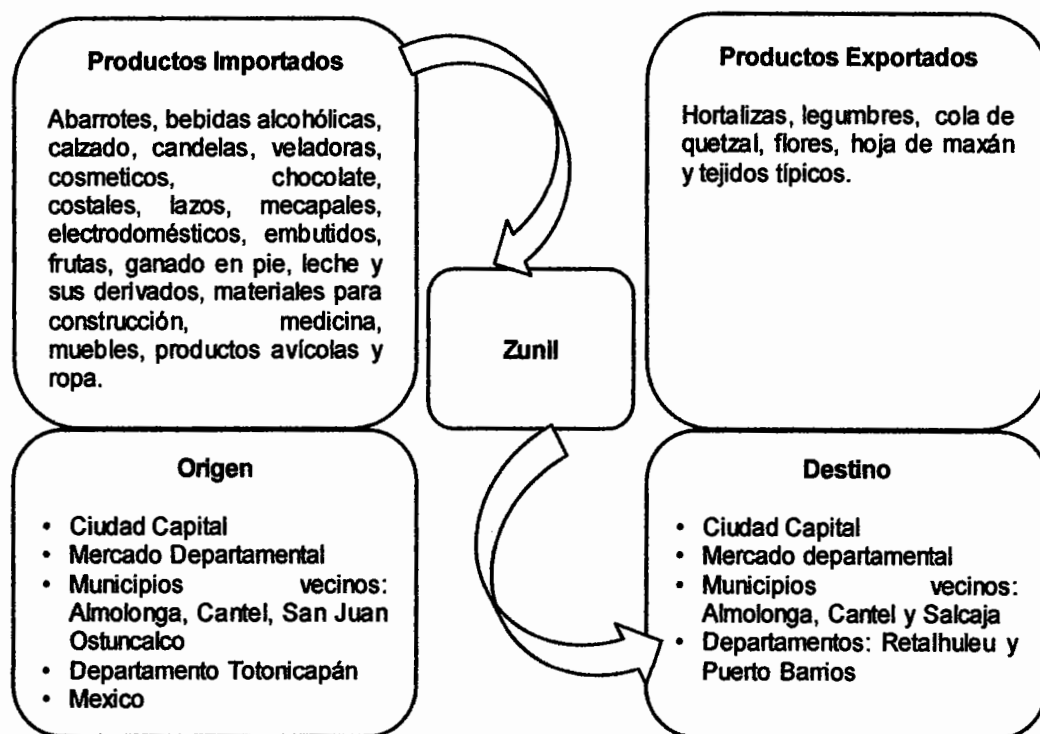 Productos Importados
Abarrotes, bebidas alcohólicas,
calzado, candelas, veladoras,
cosmeticos, chocolate,
costales, lazos, mecapales,
electrodomésticos, embutidos,
frutas, ganado en pie, leche y
sus derivados, materiales para
construcción, medicina,
muebles, productos avícolas y
ropa.
Productos Exportados
Hortalizas, legumbres, cola de
quetzal, flores, hoja de maxán
y tejidos típicos.
Zunil
Origen
• Ciudad Capital
• Mercado Departamental
• Municipios vecinos:
Almolonga, Cantel, San Juan
Ostuncalco
• Departamento Totonicapán
• Mexico
Destino
• Ciudad Capital
• Mercado departamental
• Municipios vecinos:
Almolonga, Cantel y Salcaja
• Departamentos: Retalhuleu y
Puerto Barrios